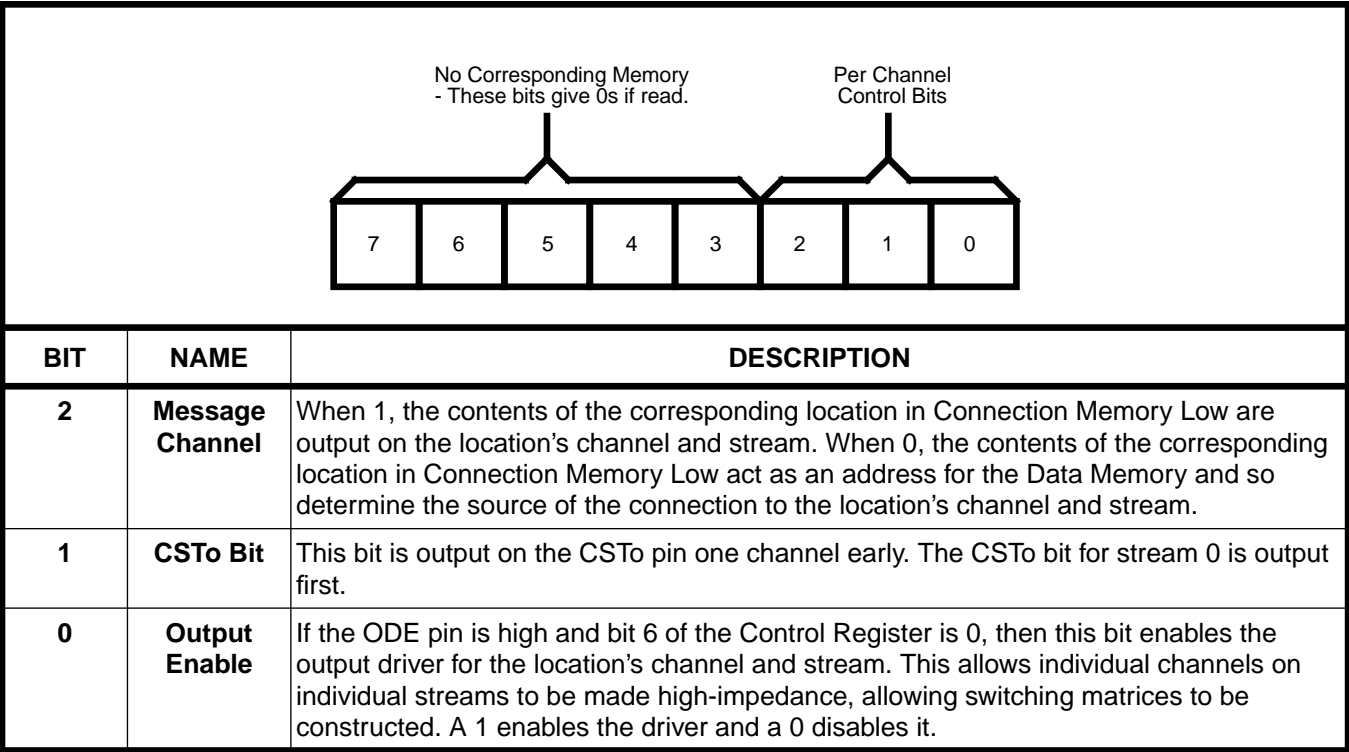 No Corresponding Memory
- These bits give 0s if read.
Per Channel
Control Bits
7 6 5 4 3 2 1 0
BIT NAME DESCRIPTION
2 Message Channel When 1, the contents of the corresponding location in Connection Memory Low are
output on the location's channel and stream. When 0, the contents of the corresponding
location in Connection Memory Low act as an address for the Data Memory and so
determine the source of the connection to the location's channel and stream.
1 CSTo Bit This bit is output on the CSTo pin one channel early. The CSTo bit for stream 0 is output
first.
0 Output Enable If the ODE pin is high and bit 6 of the Control Register is 0, then this bit enables the
output driver for the location's channel and stream. This allows individual channels on
individual streams to be made high-impedance, allowing switching matrices to be
constructed. A 1 enables the driver and a 0 disables it.